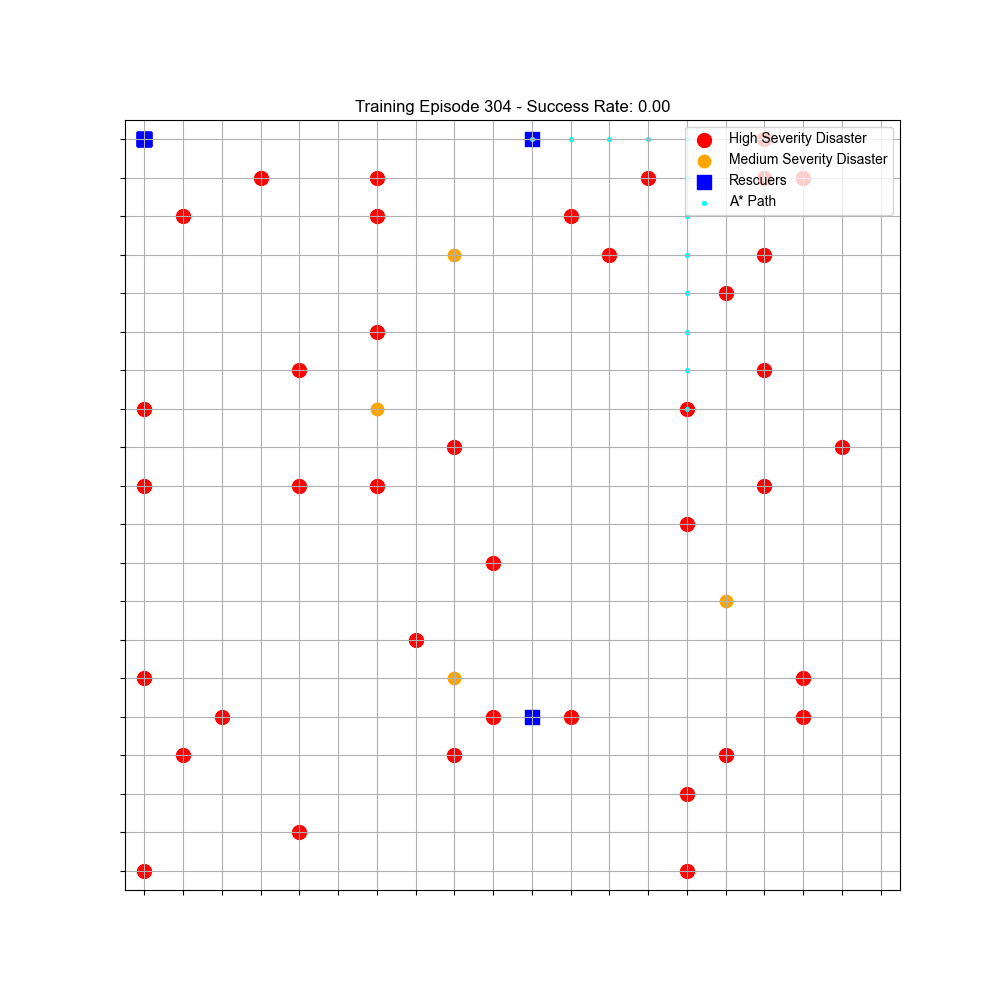 Training Episode 304 - Success Rate: 0.00
High Severity Disaster
Medium Severity Disaster
Rescuers
A* Path